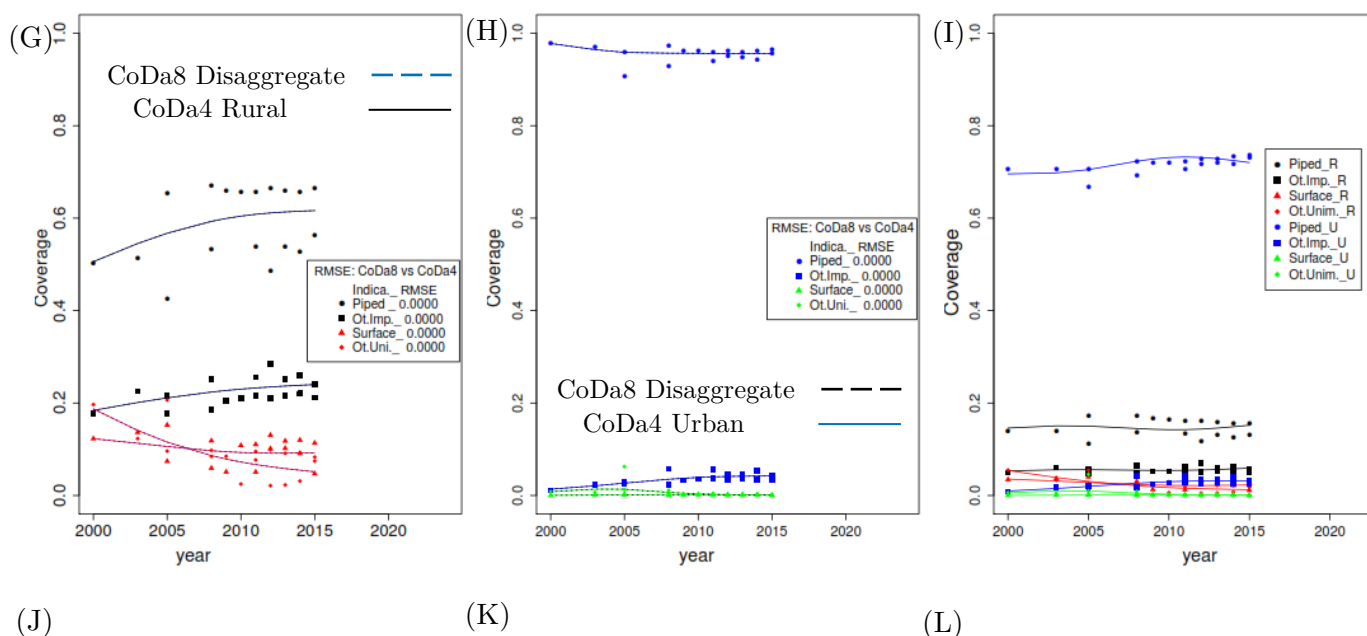 (G)
1.0
0.8
0.6
0.4
0.2
0.0
Coverage
CoDa8 Disaggregate
CoDa4 Rural
RMSE: CoDa8 vs CoDa4
Indica._ RMSE
Piped_ 0.0000
Ot.Imp._ 0.0000
Surface_ 0.0000
Ot.Uni._ 0.0000
2000 2005 2010 2015 2020
year
(H)
1.0
0.8
0.6
0.4
0.2
0.0
Coverage
RMSE: CoDa8 vs CoDa4
Indica._ RMSE
Piped_ 0.0000
Ot.Imp._ 0.0000
Surface_ 0.0000
Ot.Uni._ 0.0000
CoDa8 Disaggregate
CoDa4 Urban
2000 2005 2010 2015 2020
year
(I)
1.0
0.8
0.6
0.4
0.2
0.0
Coverage
Piped_R
Ot.Imp._R
Surface_R
Ot.Unim._R
Piped_U
Ot.Imp._U
Surface_U
Ot.Unim._U
2000 2005 2010 2015 2020
year
(J)
(K)
(L)